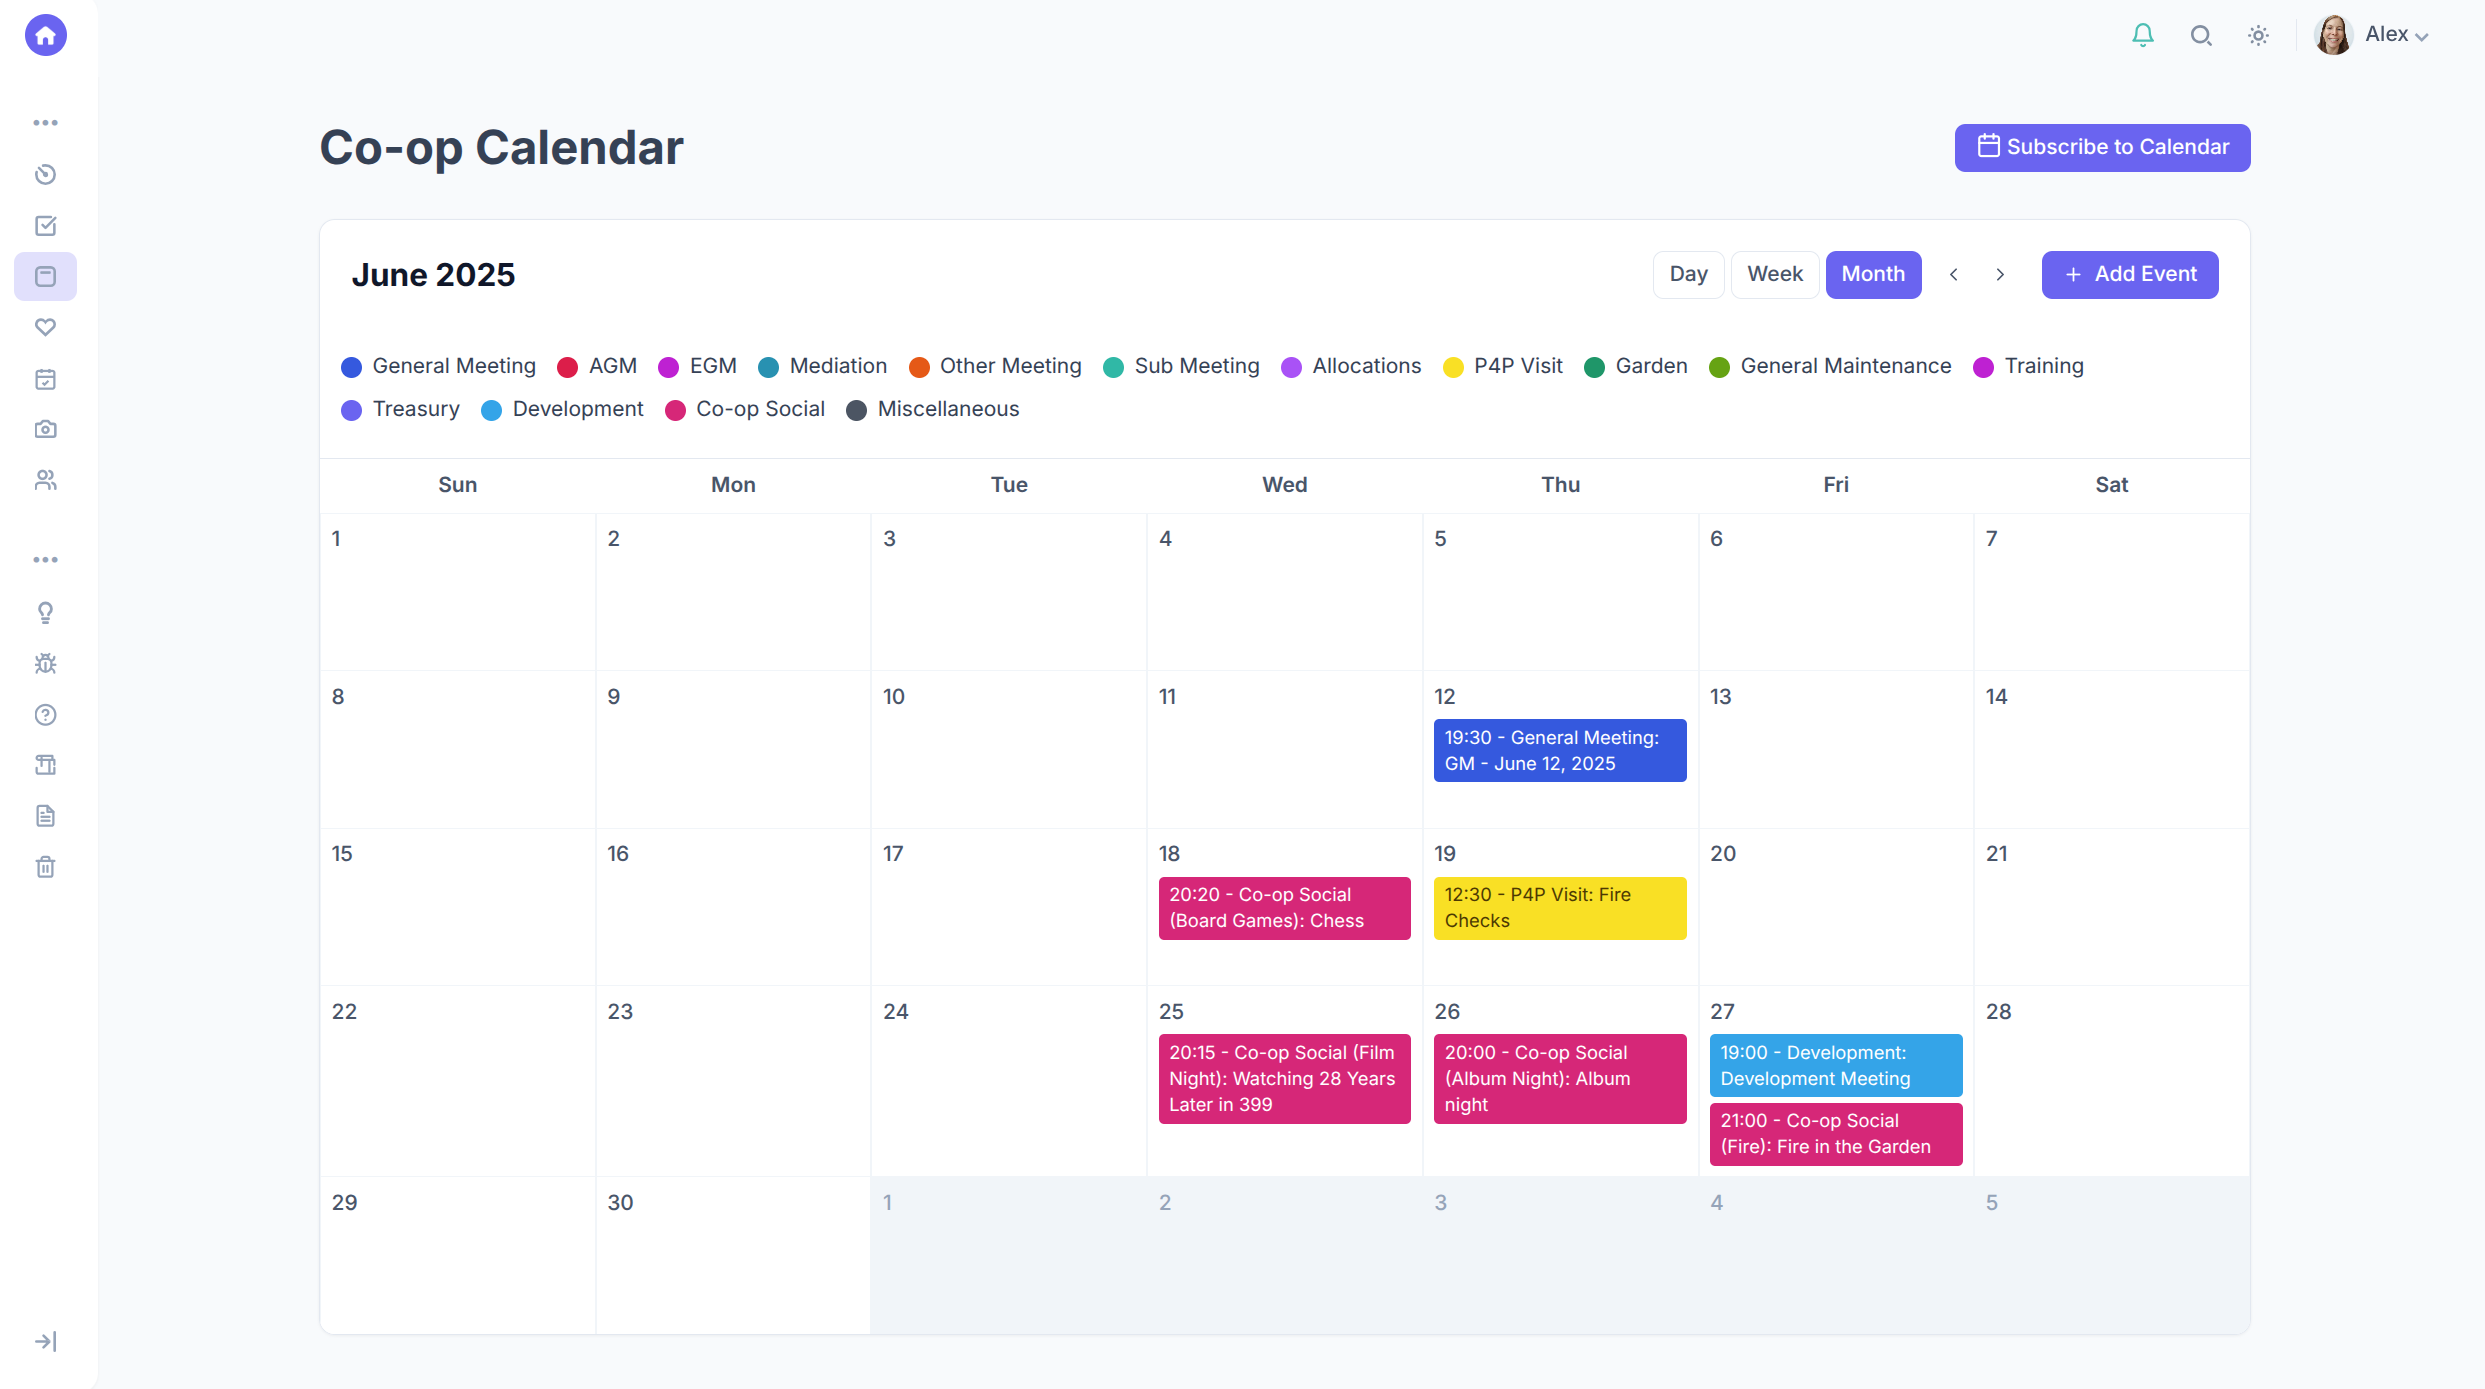 Alex
Co-op Calendar
Subscribe to Calendar
June 2025
Day Week Month Add Event
General Meeting AGM EGM Mediation Other Meeting Sub Meeting Allocations P4P Visit Garden General Maintenance Training
Treasury Development Co-op Social Miscellaneous
Sun Mon Tue Wed Thu Fri Sat
1 2 3 4 5 6 7
8 9 10 11 12 13 14
19:30 - General Meeting:
GM - June 12, 2025
15 16 17 18 19 20 21
20:20 - Co-op Social
(Board Games): Chess
12:30 - P4P Visit: Fire
Checks
22 23 24 25 26 27 28
20:15 - Co-op Social (Film
Night): Watching 28 Years
Later in 399
20:00 - Co-op Social
(Album Night): Album
night
19:00 - Development:
Development Meeting
21:00 - Co-op Social
(Fire): Fire in the Garden
29 30 1 2 3 4 5